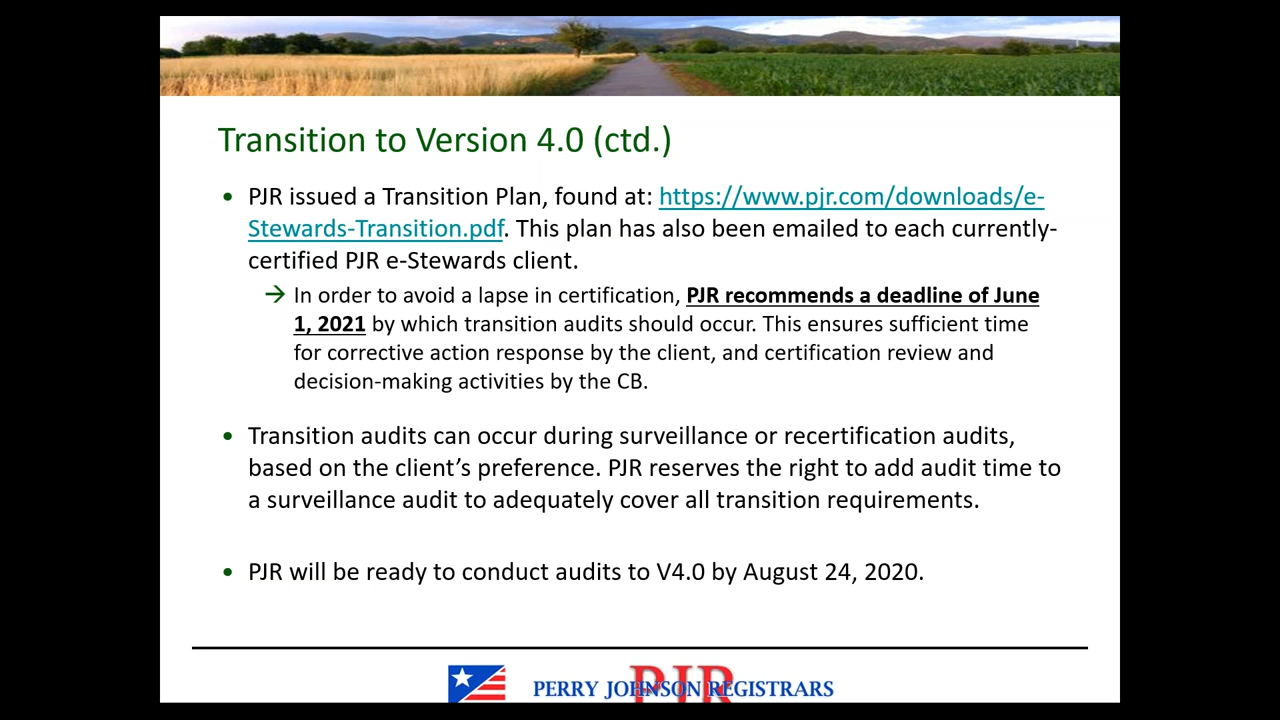 Transition to Version 4.0 (ctd.)
• PJR issued a Transition Plan, found at: https://www.pjr.com/downloads/e-
Stewards-Transition.pdf. This plan has also been emailed to each currently-
certified PJR e-Stewards client.
→ In order to avoid a lapse in certification, PJR recommends a deadline of June
1, 2021 by which transition audits should occur. This ensures sufficient time
for corrective action response by the client, and certification review and
decision-making activities by the CB.
• Transition audits can occur during surveillance or recertification audits,
based on the client’s preference. PJR reserves the right to add audit time to
a surveillance audit to adequately cover all transition requirements.
• PJR will be ready to conduct audits to V4.0 by August 24, 2020.
PJR
PERRY JOHNSON REGISTRARS